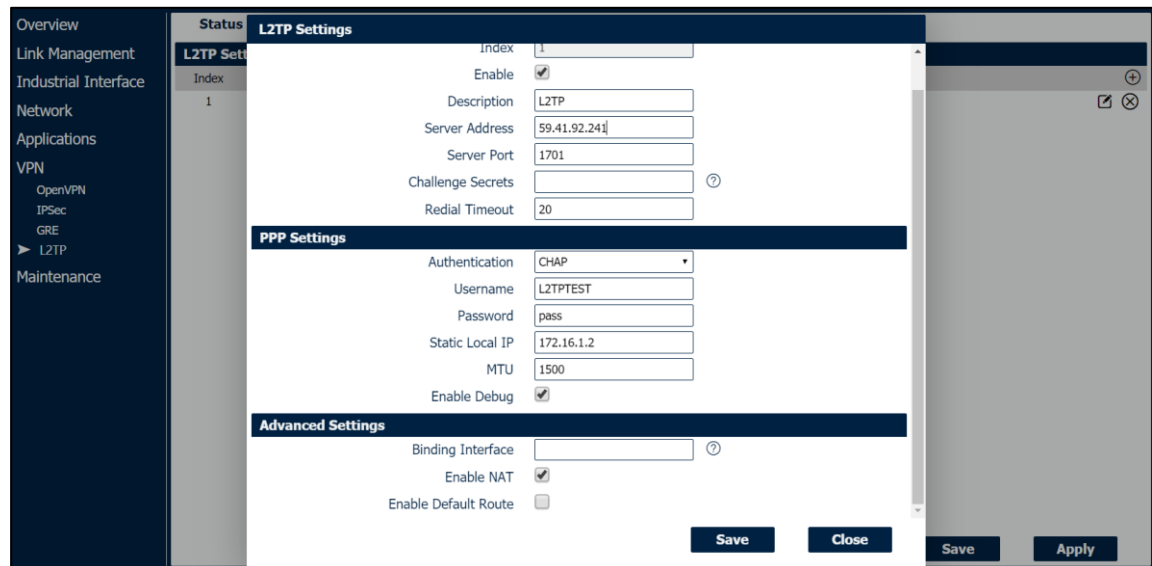 Overview
Link Management
Industrial Interface
Network
Applications
VPN
OpenVPN
IPSec
GRE
L2TP
Maintenance
Status
L2TP Sett
Index
1
L2TP Settings
Index 1
Enable
Description L2TP
Server Address 59.41.92.241
Server Port 1701
Challenge Secrets
Redial Timeout 20
PPP Settings
Authentication CHAP
Username L2TPTEST
Password pass
Static Local IP 172.16.1.2
MTU 1500
Enable Debug
Advanced Settings
Binding Interface
Enable NAT
Enable Default Route
Save Close
Save Apply